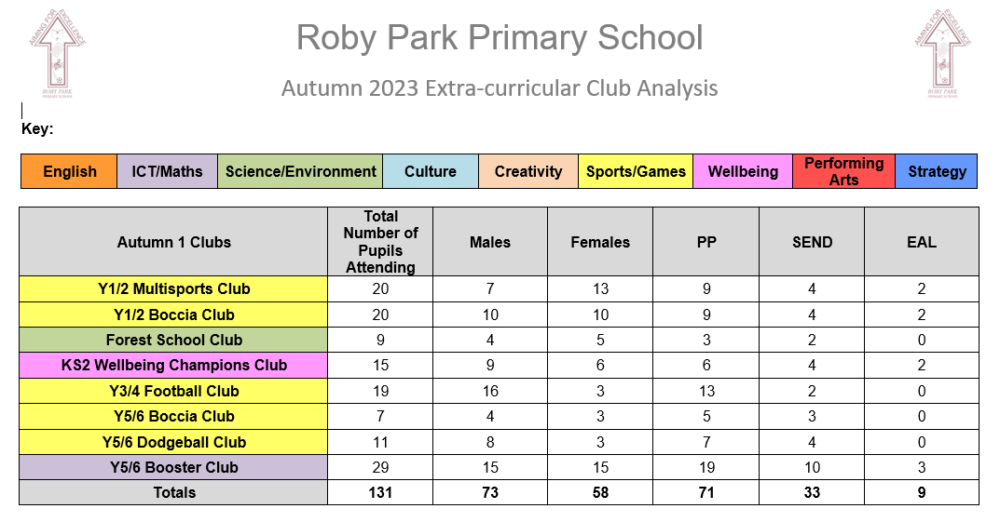 AIMING FOR EXCELLENCE
ROBY PARK
PRIMARY SCHOOL
Roby Park Primary School
AIMING FOR EXCELLENCE
ROBY PARK
PRIMARY SCHOOL
Autumn 2023 Extra-curricular Club Analysis
Key:
English ICT/Maths Science/Environment Culture Creativity Sports/Games Wellbeing Performing Arts Strategy
Autumn 1 Clubs Total Number of Pupils Attending Males Females PP SEND EAL
Y1/2 Multisports Club 20 7 13 9 4 2
Y1/2 Boccia Club 20 10 10 9 4 2
Forest School Club 9 4 5 3 2 0
KS2 Wellbeing Champions Club 15 9 6 6 4 2
Y3/4 Football Club 19 16 3 13 2 0
Y5/6 Boccia Club 7 4 3 5 3 0
Y5/6 Dodgeball Club 11 8 3 7 4 0
Y5/6 Booster Club 29 15 15 19 10 3
Totals 131 73 58 71 33 9